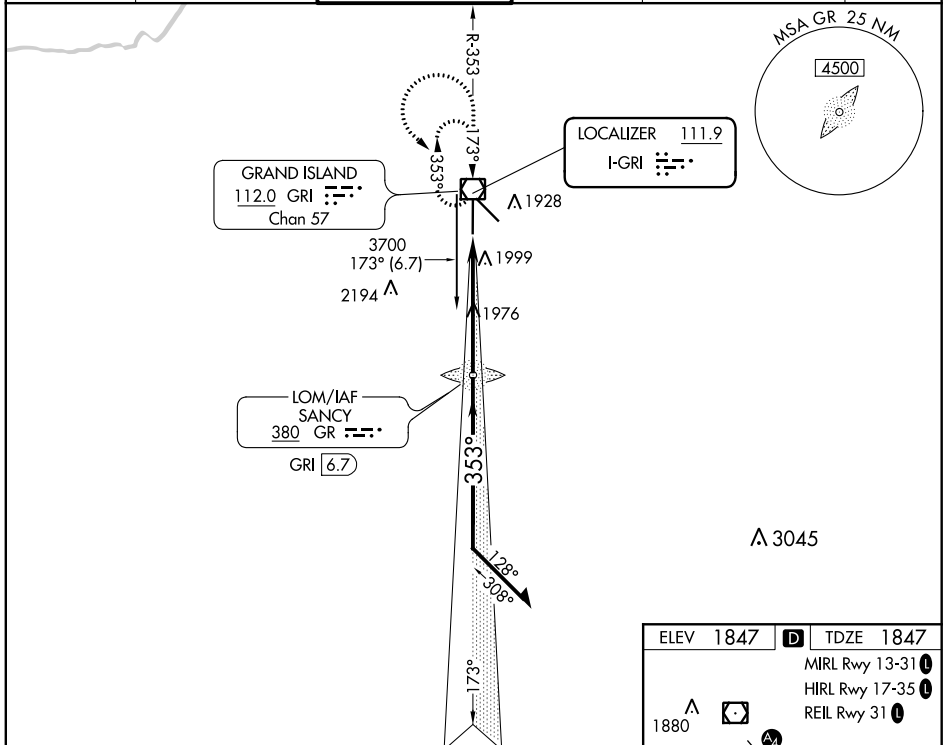 MSA GR 25 NM
4500
R-353
173°
353°
LOCALIZER 111.9
I-GRI
GRAND ISLAND
112.0 GRI
Chan 57
1928
3700
173° (6.7)
1999
2194
1976
LOM/IAF
SANCY
380 GR
GRI 6.7
353°
3045
128°
308°
173°
ELEV 1847 D TDZE 1847
MIRL Rwy 13-31 L
HIRL Rwy 17-35 L
REIL Rwy 31 L
1880
A4